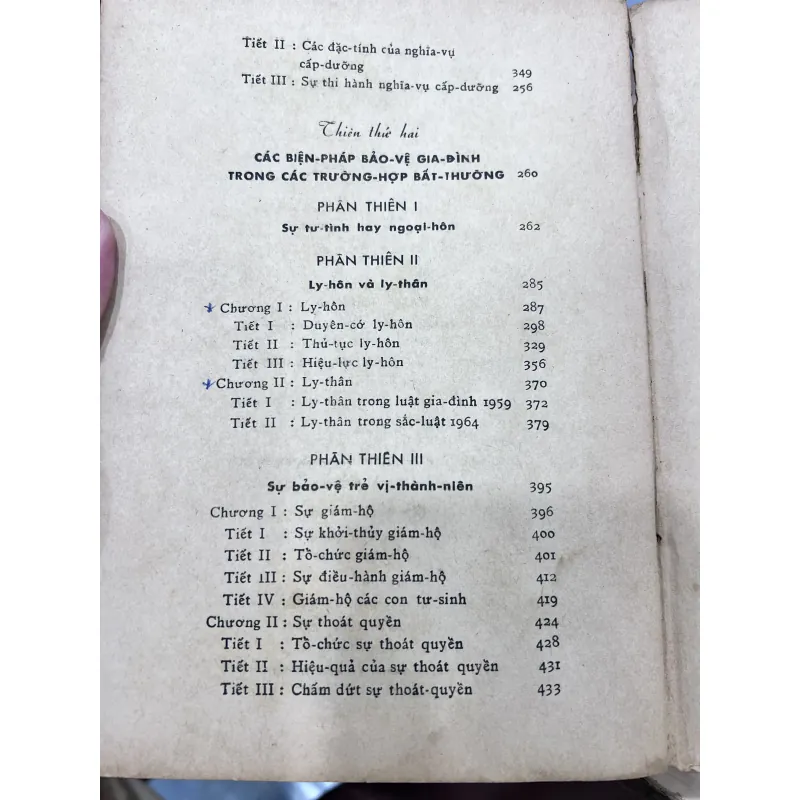 Tiết II : Các đặc-tính của nghĩa-vụ
cấp-dưỡng 349
Tiết III : Sự thi hành nghĩa-vụ cấp-dưỡng 256
Thiên thứ hai
CÁC BIỆN-PHÁP BẢO-VỆ GIA-ĐÌNH
TRONG CÁC TRƯỜNG-HỢP BẤT-THƯỜNG 260
PHÂN THIÊN I
Sự tư-tình hay ngoại-hôn 262
PHÂN THIÊN II
Ly-hôn và ly-thân 285
Chương I : Ly-hôn 287
Tiết I : Duyên-cớ ly-hôn 298
Tiết II : Thủ-tục ly-hôn 329
Tiết III : Hiệu-lực ly-hôn 356
Chương II : Ly-thân 370
Tiết I : Ly-thân trong luật gia-đình 1959 372
Tiết II : Ly-thân trong sắc-luật 1964 379
PHÂN THIÊN III
Sự bảo-vệ trẻ vị-thành-niên 395
Chương I : Sự giám-hộ 396
Tiết I : Sự khởi-thủy giám-hộ 400
Tiết II : Tổ-chức giám-hộ 401
Tiết III : Sự điều-hành giám-hộ 412
Tiết IV : Giám-hộ các con tư-sinh 419
Chương II : Sự thoát quyền 424
Tiết I : Tổ-chức sự thoát quyền 428
Tiết II : Hiệu-quả của sự thoát quyền 431
Tiết III : Chấm dứt sự thoát-quyền 433